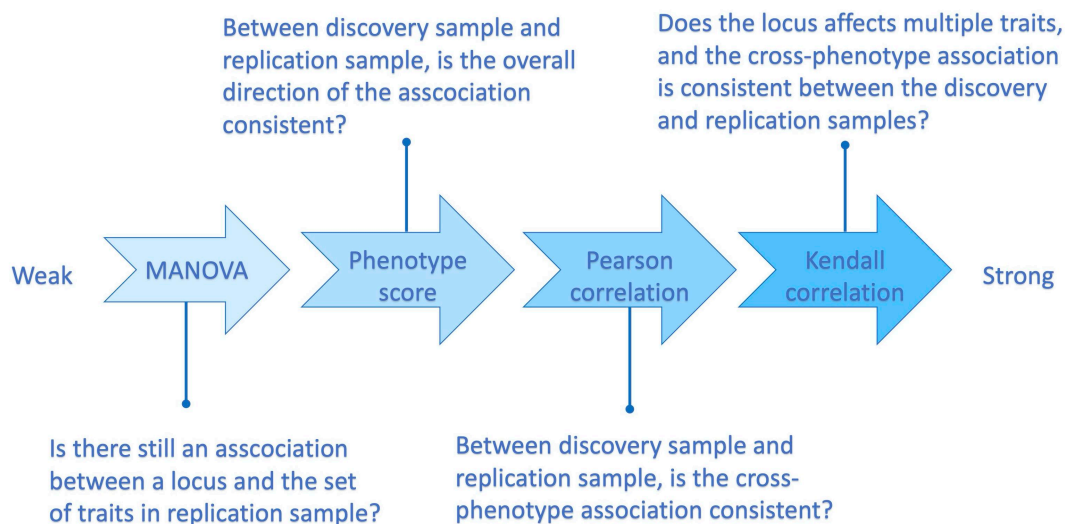 Between discovery sample and
replication sample, is the overall
direction of the asscociation
consistent?
Does the locus affects multiple traits,
and the cross-phenotype association
is consistent between the discovery
and replication samples?
Weak
MANOVA
Phenotype
score
Pearson
correlation
Kendall
correlation
Strong
Is there still an asscociation
between a locus and the set
of traits in replication sample?
Between discovery sample and
replication sample, is the cross-
phenotype association consistent?